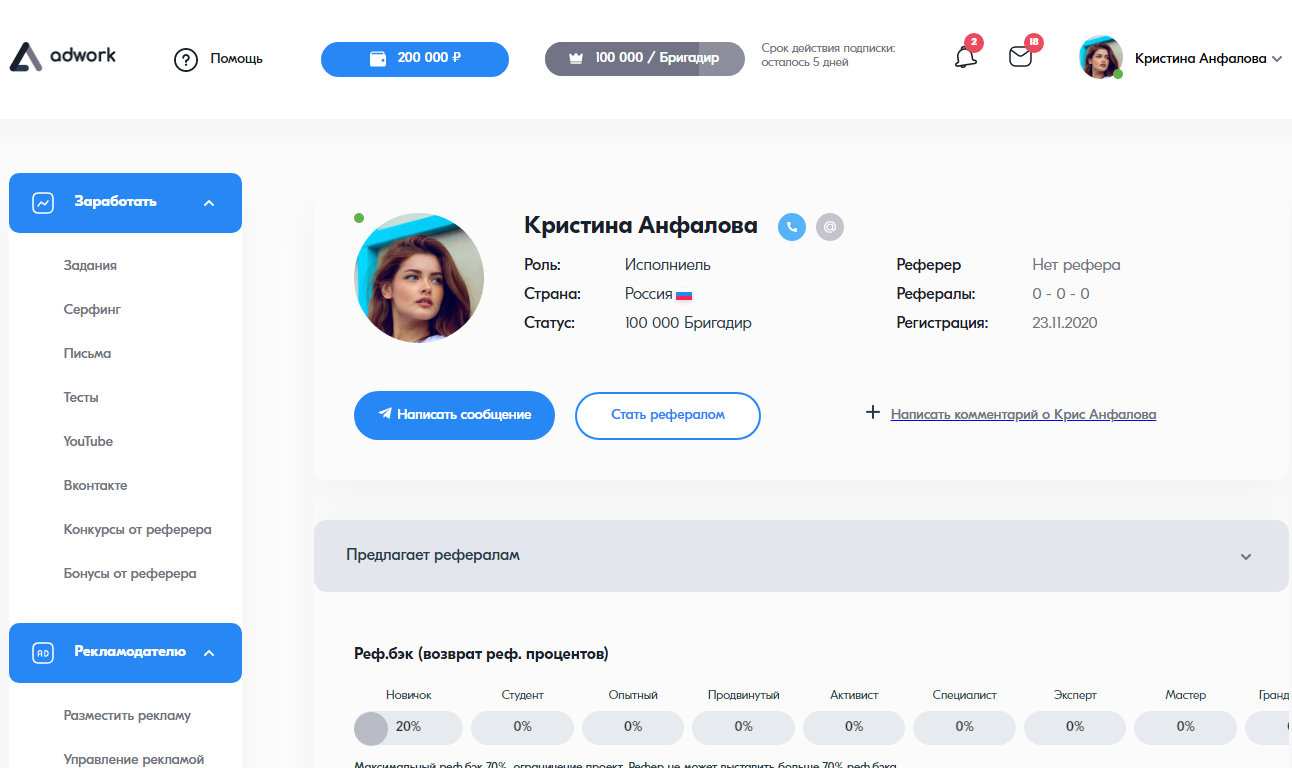 adwork
Помощь
200 000 ₽
100 000 / Бригадир
Срок действия подписки:
осталось 5 дней
2
18
Кристина Анфалова
Заработать
Задания
Серфинг
Письма
Тесты
YouTube
Вконтакте
Конкурсы от реферера
Бонусы от реферера
AD Рекламодателю
Разместить рекламу
Управление рекламой
Кристина Анфалова
Роль: Исполниель
Страна: Россия
Статус: 100 000 Бригадир
Реферер Нет рефера
Рефералы: 0 - 0 - 0
Регистрация: 23.11.2020
Написать сообщение
Стать рефералом
Написать комментарий о Крис Анфалова
Предлагает рефералам
Реф.бэк (возврат реф. процентов)
Новичок Студент Опытный Продвинутый Активист Специалист Эксперт Мастер Гранд
20% 0% 0% 0% 0% 0% 0% 0%
Максимальный реф.бэк 70%, ограничение проект. Рефер не может выставить больше 70% реф.бэка